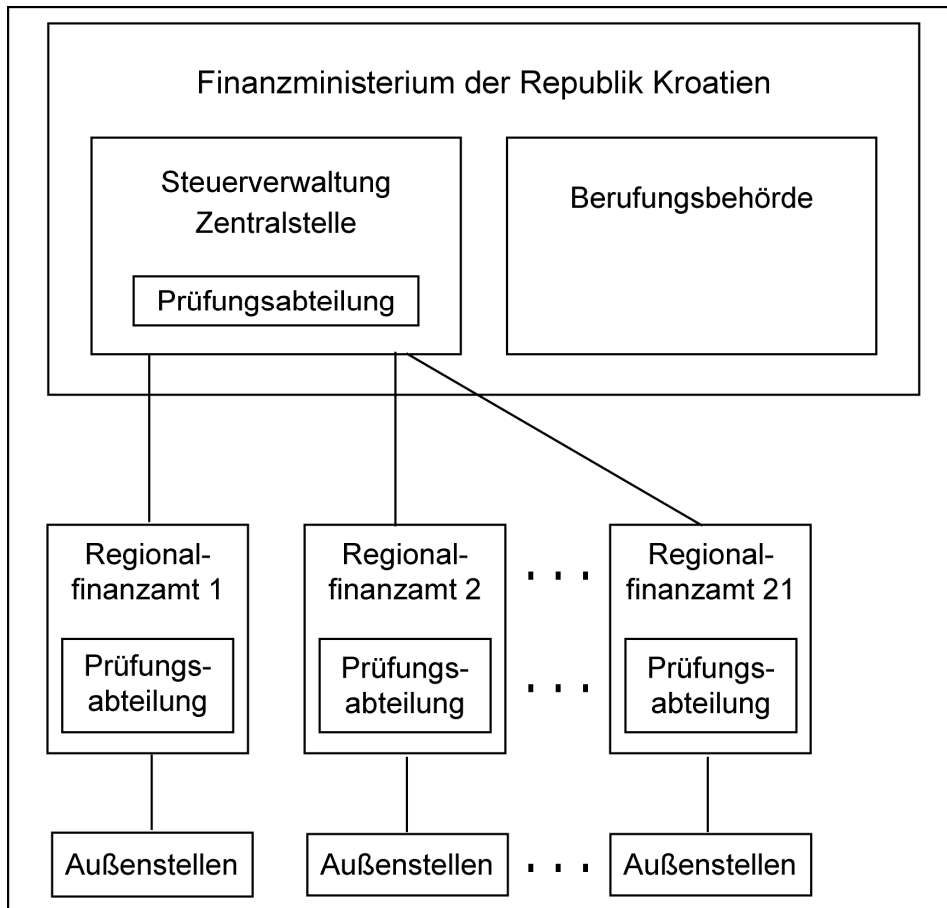 Finanzministerium der Republik Kroatien
Steuerverwaltung
Zentralstelle
Prüfungsabteilung
Berufungsbehörde
Regional-
finanzamt 1
Prüfungs-
abteilung
Außenstellen
Regional-
finanzamt 2
Prüfungs-
abteilung
Außenstellen
. . .
. . .
. . .
Regional-
finanzamt 21
Prüfungs-
abteilung
Außenstellen